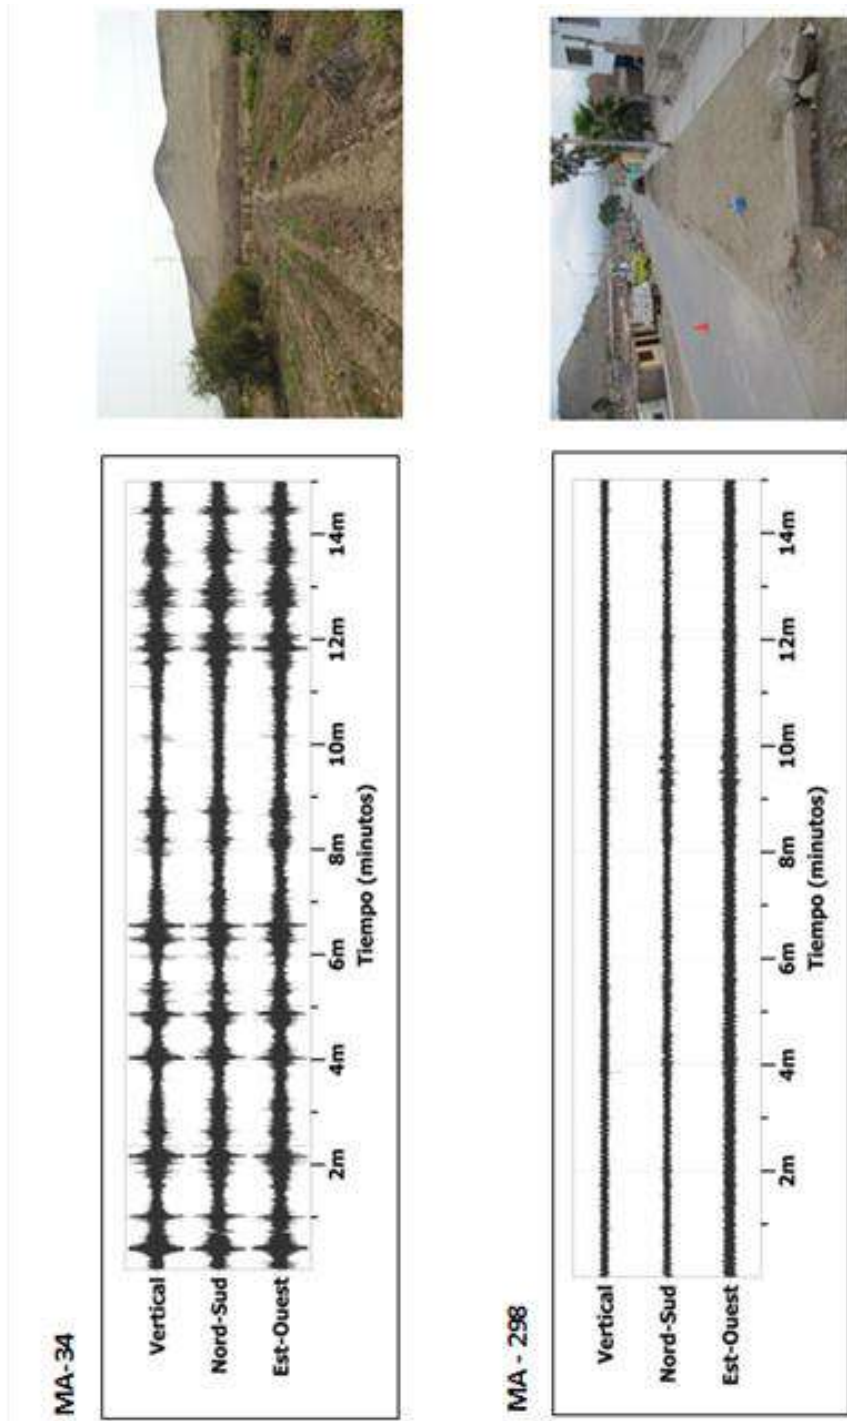 MA-34
Vertical
Nord-Sud
Est-Ouest
2m 4m 6m 8m 10m 12m 14m
Tiempo (minutos)
MA - 298
Vertical
Nord-Sud
Est-Ouest
2m 4m 6m 8m 10m 12m 14m
Tiempo (minutos)